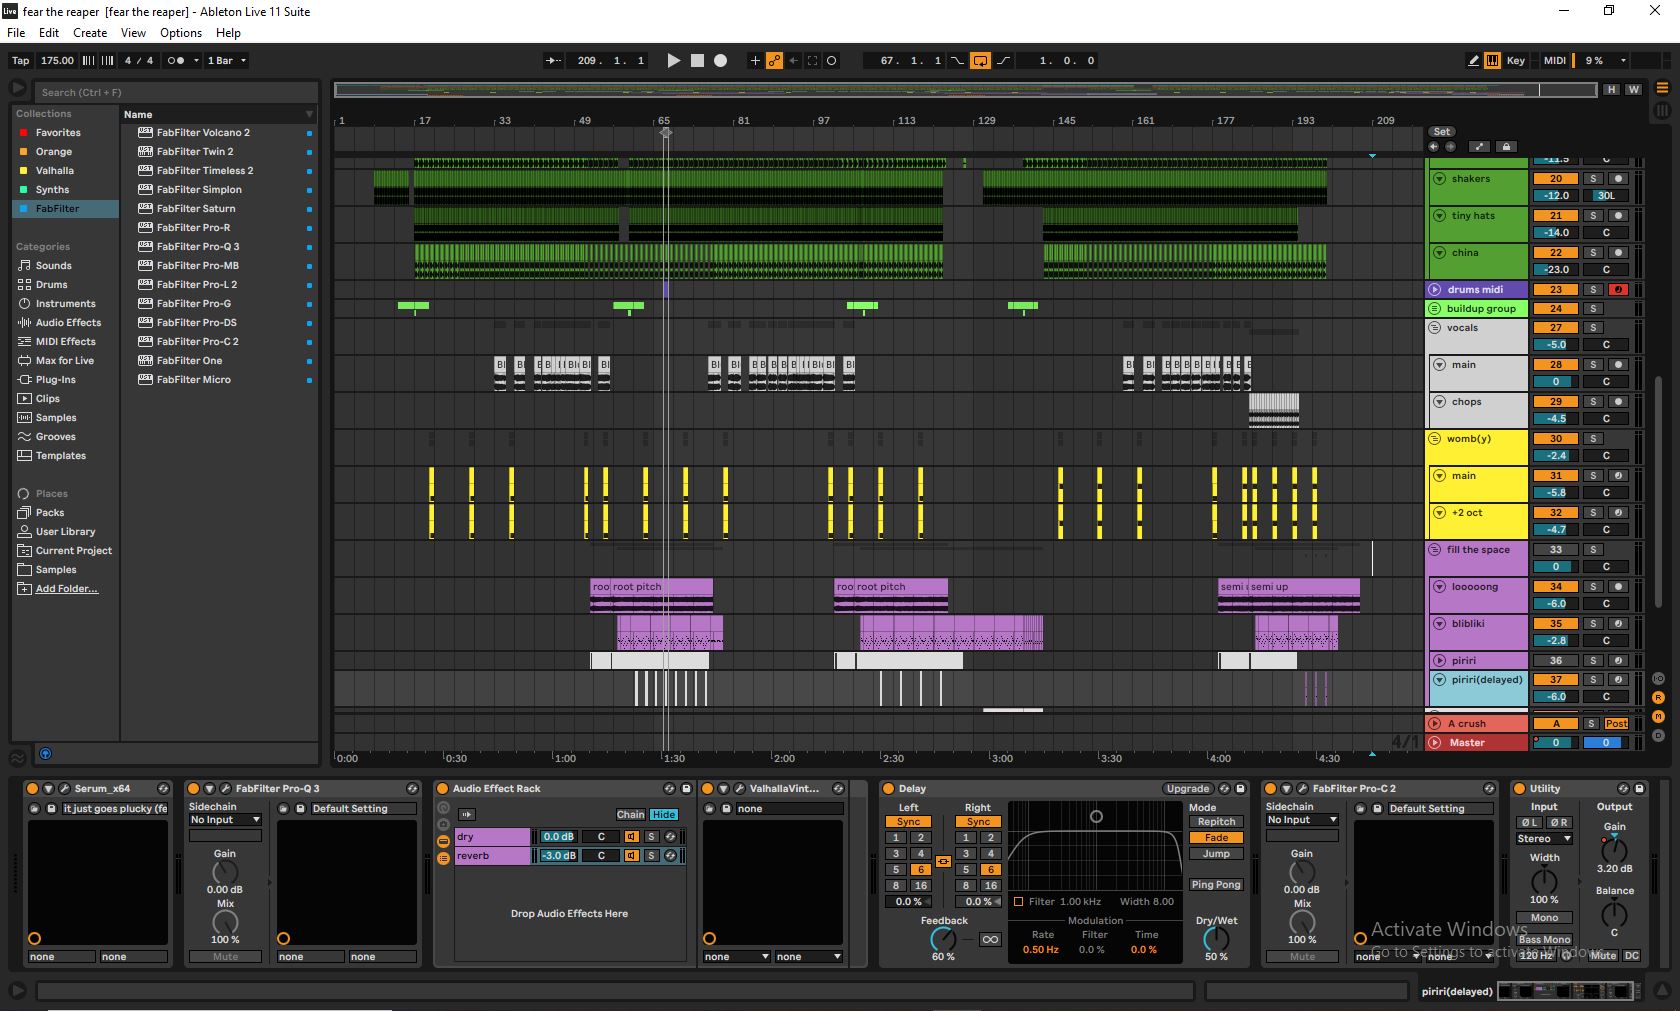 Live fear the reaper [fear the reaper] - Ableton Live 11 Suite
File Edit Create View Options Help
Tap 175.00 4 / 4 1 Bar 209. 1. 1 67. 1. 1 1. 0. 0 Key MIDI 9 %
Search (Ctrl + F)
H W
Collections
Favorites
Orange
Valhalla
Synths
FabFilter
Categories
Sounds
Drums
Instruments
Audio Effects
MIDI Effects
Max for Live
Plug-Ins
Clips
Samples
Grooves
Templates
Places
Packs
User Library
Current Project
Samples
Add Folder...
Name
FabFilter Volcano 2
FabFilter Twin 2
FabFilter Timeless 2
FabFilter Simplon
FabFilter Saturn
FabFilter Pro-R
FabFilter Pro-Q 3
FabFilter Pro-MB
FabFilter Pro-L 2
FabFilter Pro-G
FabFilter Pro-DS
FabFilter Pro-C 2
FabFilter One
FabFilter Micro
1 17 33 49 65 81 97 113 129 145 161 177 193 209
Set
-11.5 C
shakers 20 S
-12.0 30L
tiny hats 21 S
-14.0 C
china 22 S
-23.0 C
drums midi 23 S
buildup group 24 S
vocals 27 S
-5.0 C
main 28 S
0 C
chops 29 S
-4.5 C
womb(y) 30 S
-2.4 C
main 31 S
-5.8 C
+2 oct 32 S
-4.7 C
fill the space 33 S
0 C
roo root pitch roo root pitch semi semi up
looooong 34 S
-6.0 C
blibliki 35 S
-2.8 C
piriri 36 S
piriri(delayed) 37 S
-6.0 C
A crush A S Post
4/1 Master 0 0
0:00 0:30 1:00 1:30 2:00 2:30 3:00 3:30 4:00 4:30
Serum_x64
it just goes plucky (fe
none none
FabFilter Pro-Q 3
Sidechain
No Input
Default Setting
Gain
0.00 dB
Mix
100 %
Mute
none none
Audio Effect Rack
Chain Hide
dry 0.0 dB C S
reverb -3.0 dB C S
Drop Audio Effects Here
ValhallaVint...
none
none none
Delay Upgrade
Left Right Mode
Sync Sync Repitch
1 2 1 2 Fade
3 4 3 4 Jump
5 6 5 6
8 16 8 16 Ping Pong
0.0 % 0.0 %
Filter 1.00 kHz Width 8.00
Feedback Modulation Dry/Wet
Rate Filter Time
0.50 Hz 0.0 % 0.0 %
60 % 50 %
FabFilter Pro-C 2
Sidechain
No Input
Default Setting
Gain
0.00 dB
Mix
100 %
Mute
none none
Utility
Input Output
Ø L Ø R Gain
Stereo
Width 3.20 dB
100 % Balance
Mono C
Bass Mono
120 Hz Mute DC
Activate Windows
Go to Settings to activate Windows.
piriri(delayed)